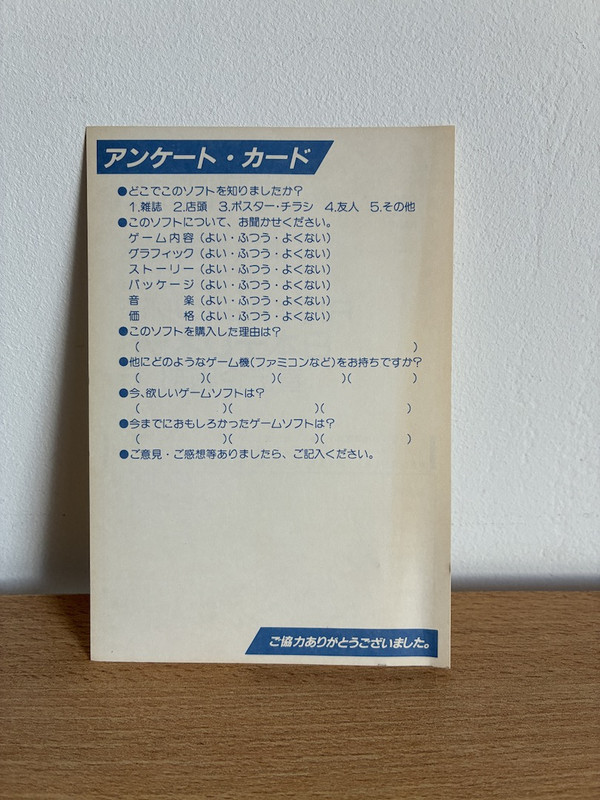 アンケート・カード
●どこでこのソフトを知りましたか?
1.雑誌 2.店頭 3.ポスター・チラシ 4.友人 5.その他
●このソフトについて、お聞かせください。
ゲーム内容(よい・ふつう・よくない)
グラフィック(よい・ふつう・よくない)
ストーリー(よい・ふつう・よくない)
パッケージ(よい・ふつう・よくない)
音 楽(よい・ふつう・よくない)
価 格(よい・ふつう・よくない)
●このソフトを購入した理由は?
( )
●他にどのようなゲーム機(ファミコンなど)をお持ちですか?
( )( )( )( )
●今、欲しいゲームソフトは?
( )( )( )
●今までにおもしろかったゲームソフトは?
( )( )( )
●ご意見・ご感想等ありましたら、ご記入ください。
ご協力ありがとうございました。